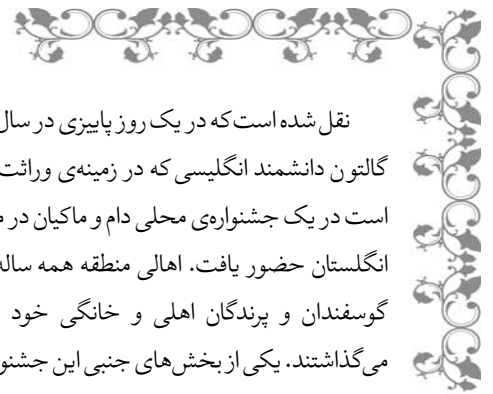 نقل شده است که در یک روز پاییزی در سال
گالتون دانشمند انگلیسی که در زمینه‌ی وراثت
است در یک جشنواره‌ی محلی دام و ماکیان در
انگلستان حضور یافت. اهالی منطقه همه ساله
گوسفندان و پرندگان اهلی و خانگی خود
می‌گذاشتند. یکی از بخش‌های جنبی این